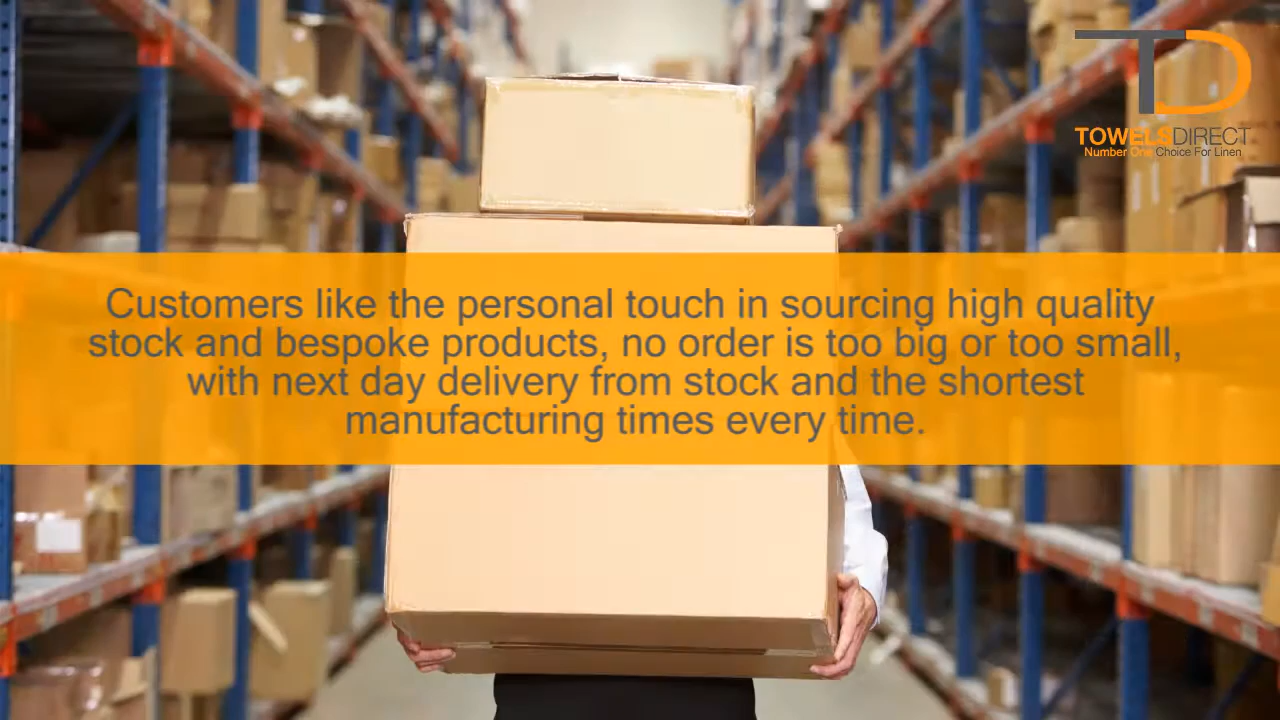 TD
TOWELSDIRECT
Number One Choice For Linen
Customers like the personal touch in sourcing high quality
stock and bespoke products, no order is too big or too small,
with next day delivery from stock and the shortest
manufacturing times every time.